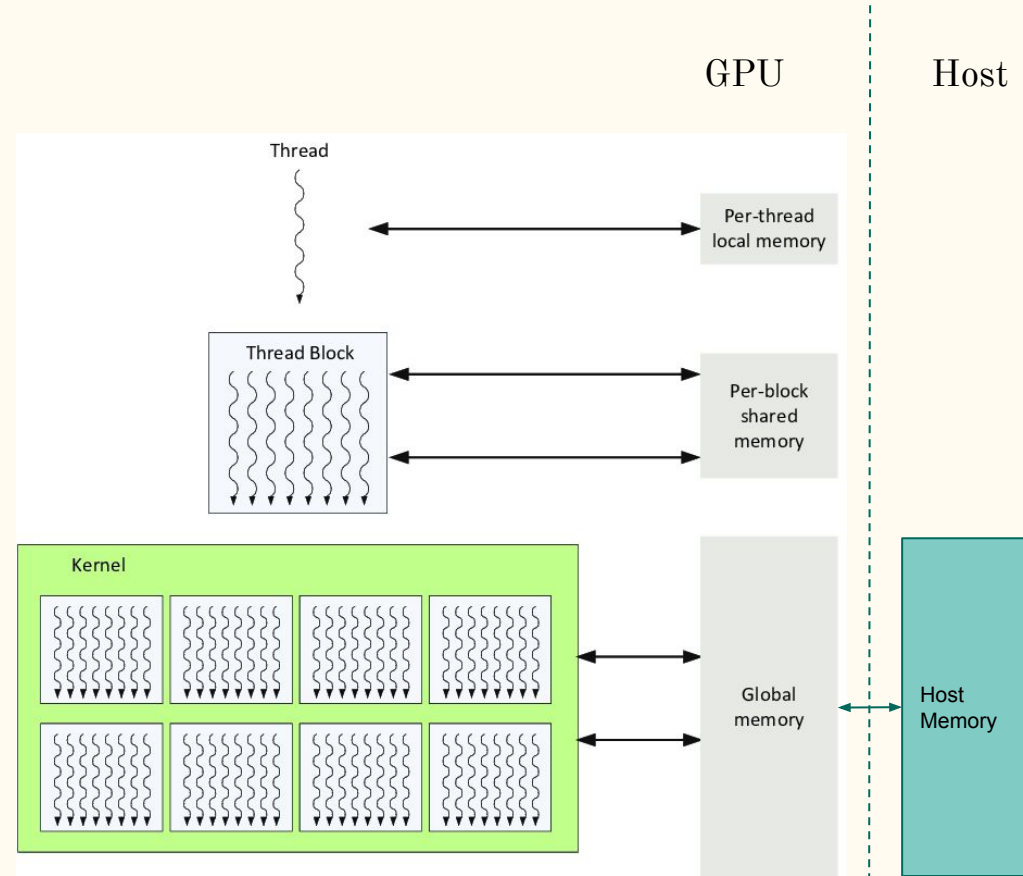 GPU
Host
Thread
Per-thread
local memory
Thread Block
Per-block
shared
memory
Kernel
Global
memory
Host
Memory